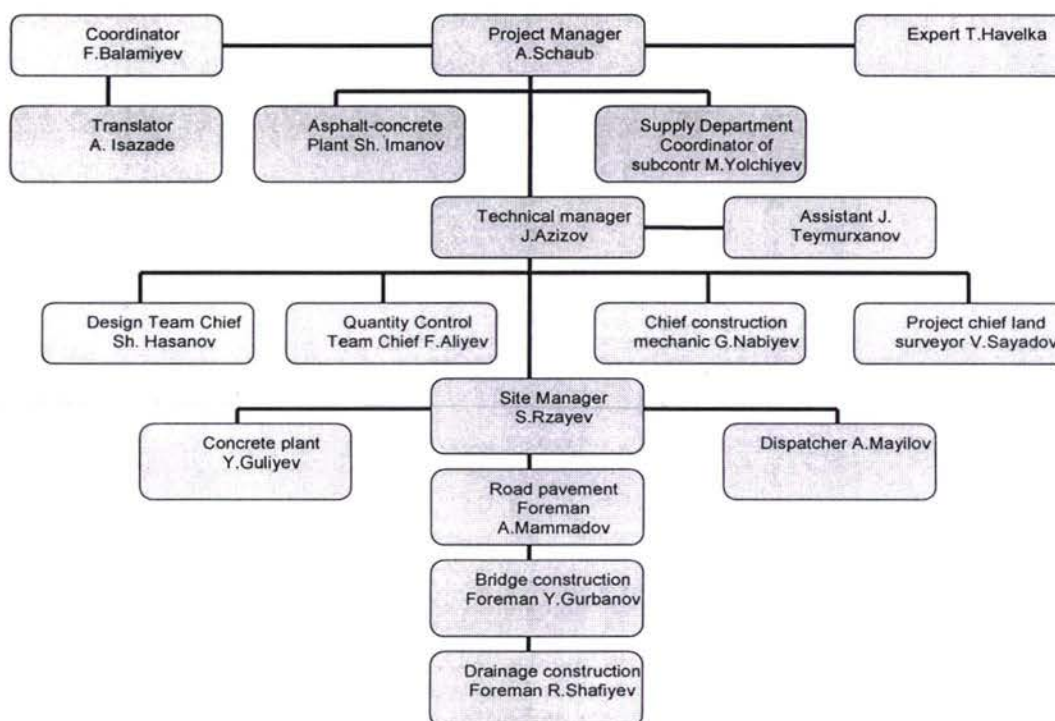 Coordinator
F.Balamiyev
Project Manager
A.Schaub
Expert T.Havelka
Translator
A. Isazade
Asphalt-concrete
Plant Sh. Imanov
Supply Department
Coordinator of
subcontr M.Yolchiyev
Technical manager
J.Azizov
Assistant J.
Teymurxanov
Design Team Chief
Sh. Hasanov
Quantity Control
Team Chief F.Aliyev
Chief construction
mechanic G.Nabiyev
Project chief land
surveyor V.Sayadov
Site Manager
S.Rzayev
Concrete plant
Y.Guliyev
Dispatcher A.Mayilov
Road pavement
Foreman
A.Mammadov
Bridge construction
Foreman Y.Gurbanov
Drainage construction
Foreman R.Shafiyev